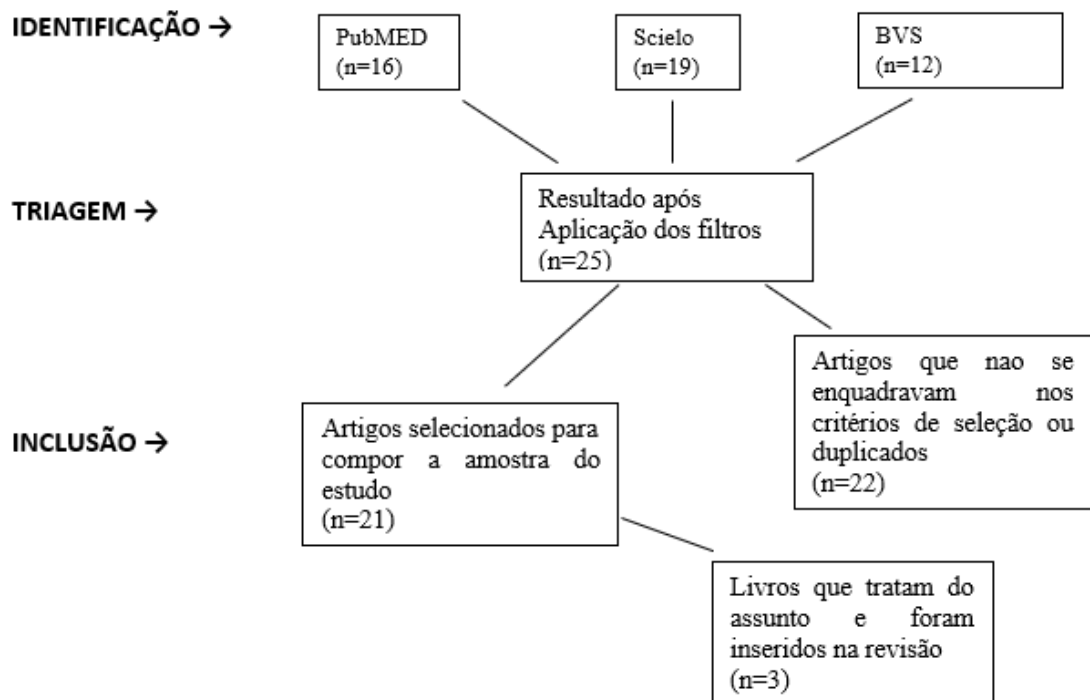 IDENTIFICAÇÃO →
PubMED
(n=16)
Scielo
(n=19)
BVS
(n=12)
TRIAGEM →
Resultado após
Aplicação dos filtros
(n=25)
Artigos que nao se
enquadravam nos
critérios de seleção ou
duplicados
(n=22)
INCLUSÃO →
Artigos selecionados para
compor a amostra do
estudo
(n=21)
Livros que tratam do
assunto e foram
inseridos na revisão
(n=3)